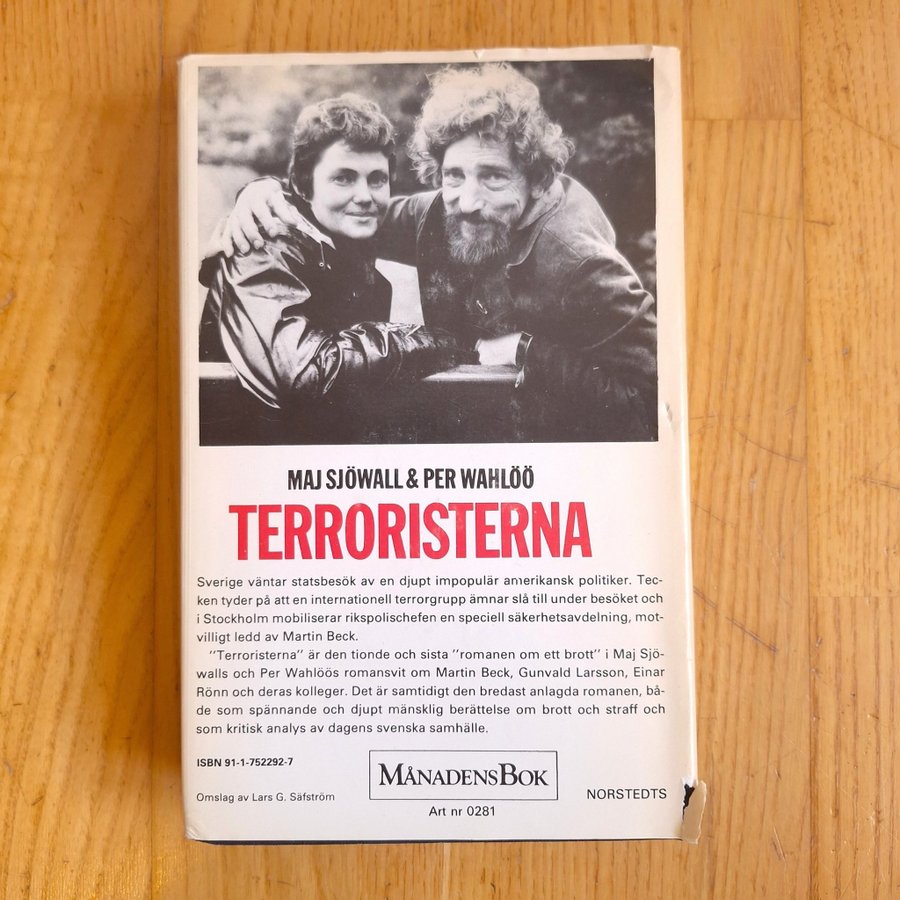 MAJ SJÖWALL & PER WAHLÖÖ
TERRORISTERNA
Sverige väntar statsbesök av en djupt impopulär amerikansk politiker. Tec-
ken tyder på att en internationell terrorgrupp ämnar slå till under besöket och
i Stockholm mobiliserar rikspolischefen en speciell säkerhetsavdelning, mot-
villigt ledd av Martin Beck.
"Terroristerna" är den tionde och sista "romanen om ett brott" i Maj Sjö-
walls och Per Wahlöös romansvit om Martin Beck, Gunvald Larsson, Einar
Rönn och deras kolleger. Det är samtidigt den bredast anlagda romanen, bå-
de som spännande och djupt mänsklig berättelse om brott och straff och
som kritisk analys av dagens svenska samhälle.
ISBN 91-1-752292-7
MÅNADENSBOK
Omslag av Lars G. Säfström
NORSTEDTS
Art nr 0281